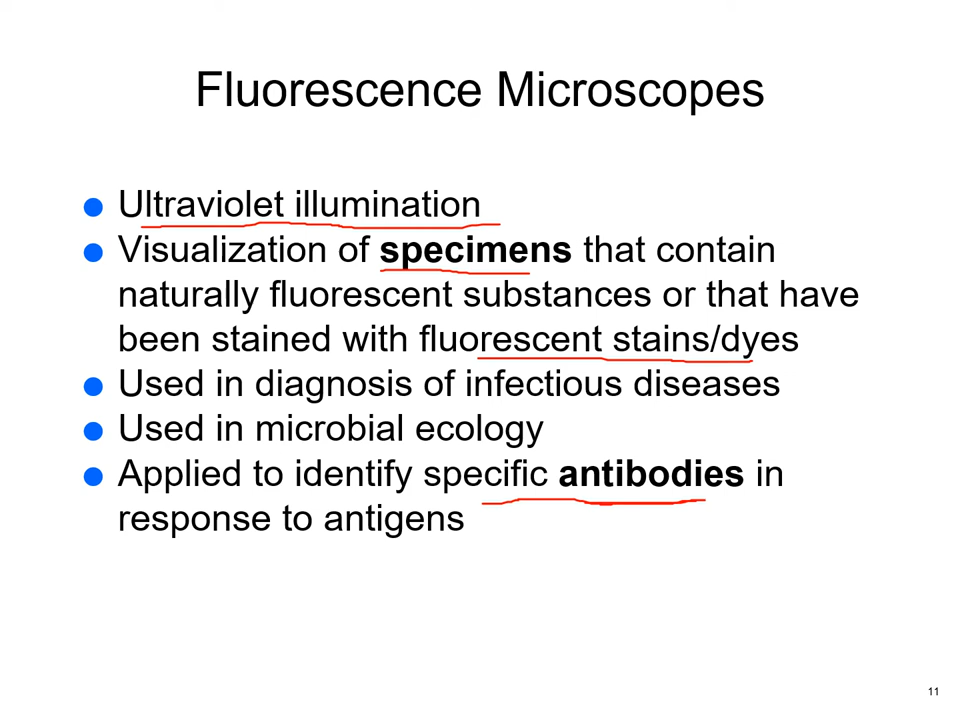 Fluorescence Microscopes
Ultraviolet illumination
Visualization of specimens that contain
naturally fluorescent substances or that have
been stained with fluorescent stains/dyes
Used in diagnosis of infectious diseases
Used in microbial ecology
Applied to identify specific antibodies in
response to antigens
11